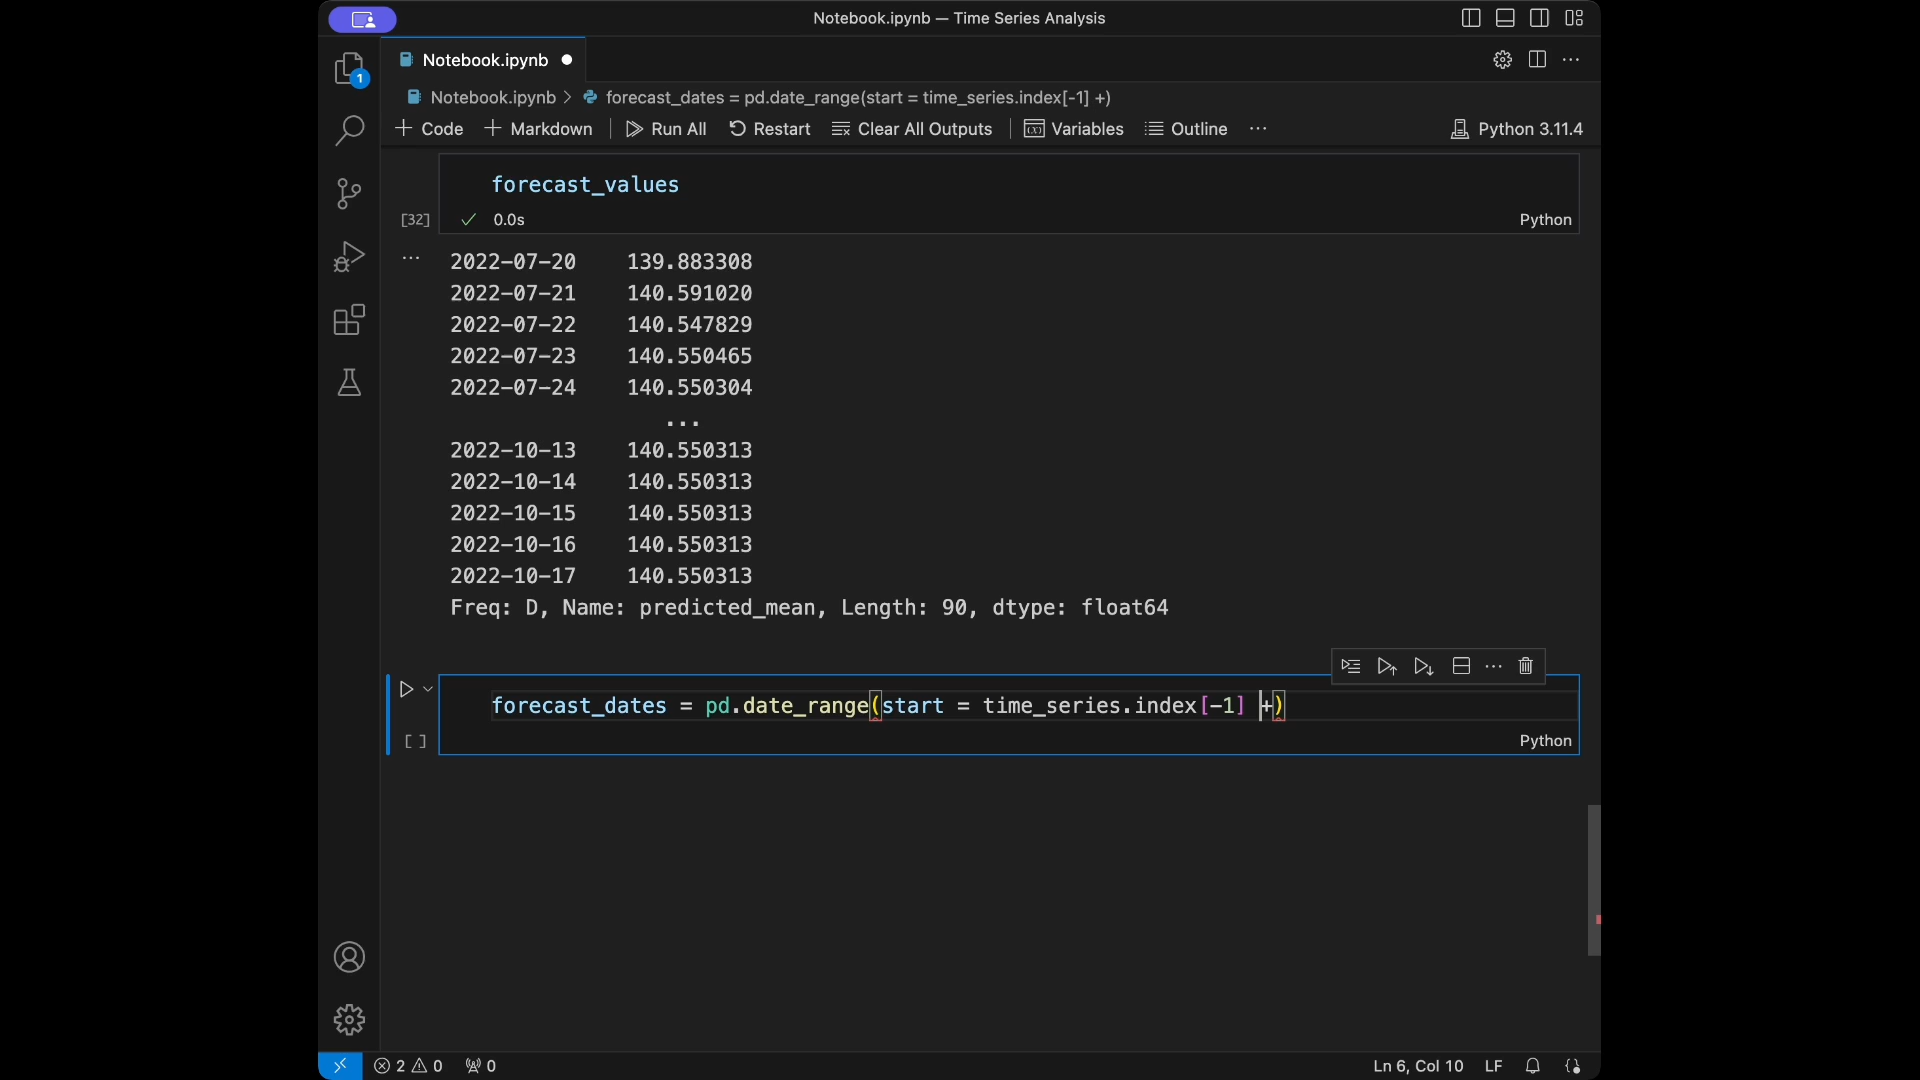 Notebook.ipynb — Time Series Analysis
1
Notebook.ipynb
Notebook.ipynb > forecast_dates = pd.date_range(start = time_series.index[-1] +)
Code Markdown Run All Restart Clear All Outputs Variables Outline ... Python 3.11.4
forecast_values
[32] 0.0s Python
2022-07-20 139.883308
2022-07-21 140.591020
2022-07-22 140.547829
2022-07-23 140.550465
2022-07-24 140.550304
...
2022-10-13 140.550313
2022-10-14 140.550313
2022-10-15 140.550313
2022-10-16 140.550313
2022-10-17 140.550313
Freq: D, Name: predicted_mean, Length: 90, dtype: float64
forecast_dates = pd.date_range(start = time_series.index[-1] +)
[ ] Python
2 0 0 Ln 6, Col 10 LF